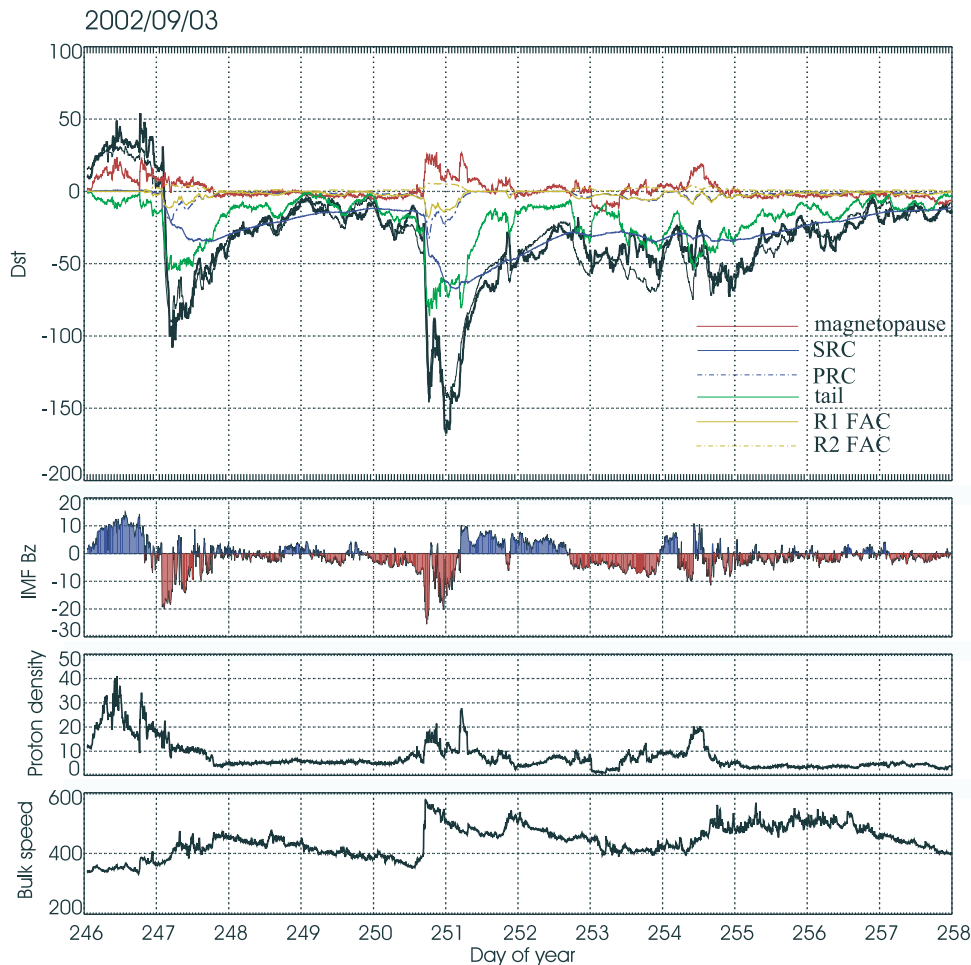 2002/09/03
100
50
0
-50
-100
-150
-200
Dst
magnetopause
SRC
PRC
tail
R1 FAC
R2 FAC
20
10
0
-10
-20
-30
IMF Bz
50
40
30
20
10
0
Proton density
600
400
200
Bulk speed
246 247 248 249 250 251 252 253 254 255 256 257 258
Day of year